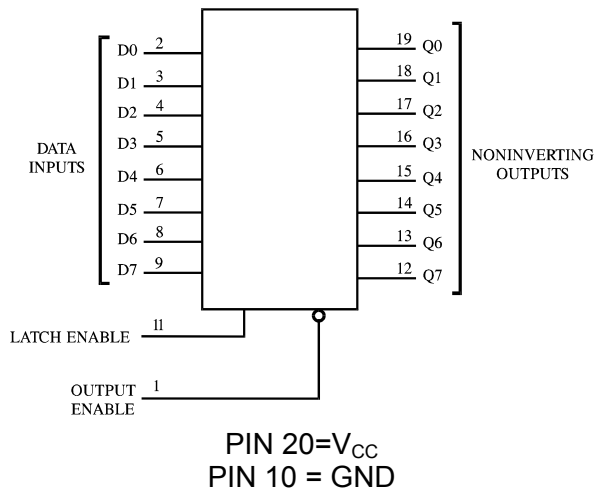 DATA
INPUTS
D0 2
D1 3
D2 4
D3 5
D4 6
D5 7
D6 8
D7 9
19 Q0
18 Q1
17 Q2
16 Q3
15 Q4
14 Q5
13 Q6
12 Q7
NONINVERTING
OUTPUTS
LATCH ENABLE 11
OUTPUT
ENABLE
1
PIN 20=VCC
PIN 10 = GND